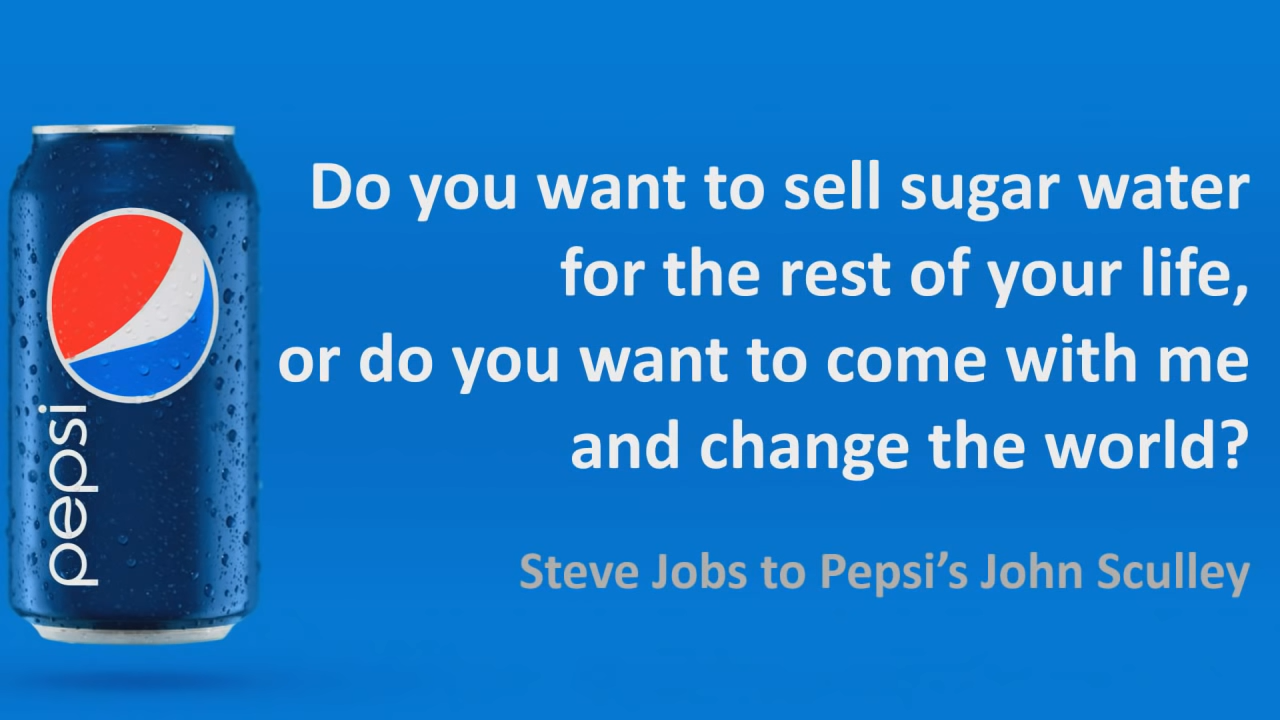 pepsi
Do you want to sell sugar water
for the rest of your life,
or do you want to come with me
and change the world?
Steve Jobs to Pepsi’s John Sculley